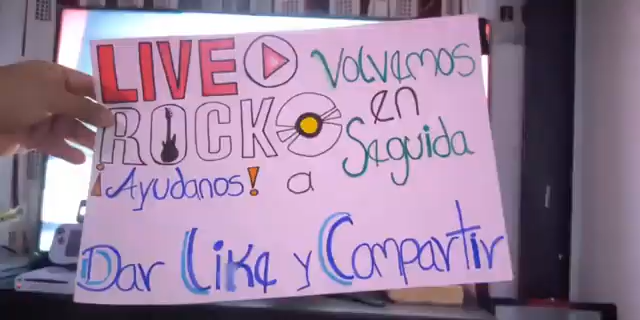 LIVE
ROCK
Volvemos
en
Seguida
¡Ayudanos! a
Dar Like y Compartir